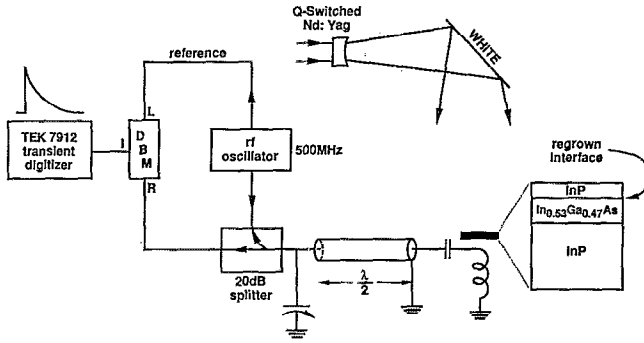 Q-Switched
Nd: Yag
WHITE
reference
TEK 7912
transient
digitizer
I
L
DBM
R
rf
oscillator
500MHz
20dB
splitter
λ/2
regrown
interface
InP
In0.53Ga0.47As
InP